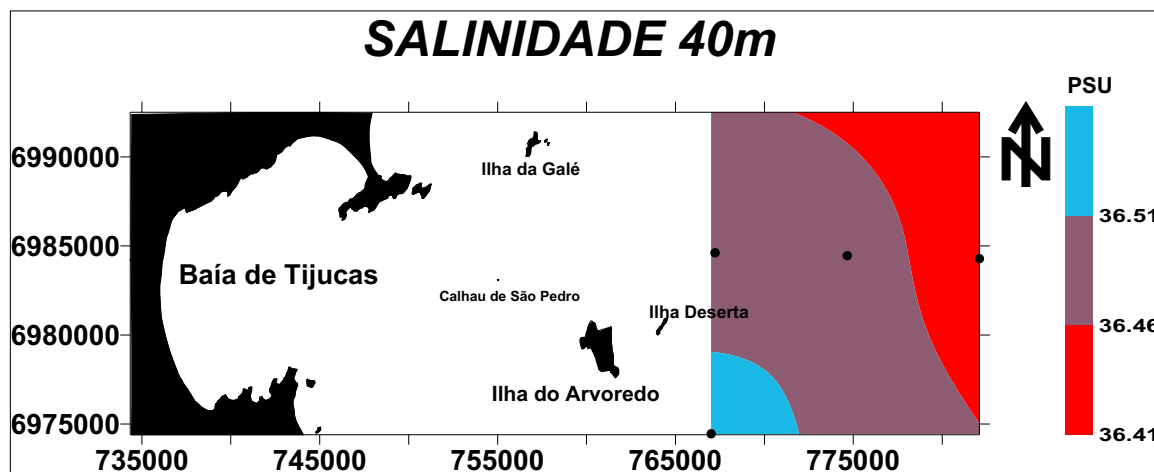 SALINIDADE 40m
PSU
N
6990000
Ilha da Galé
36.51
6985000
Baía de Tijucas
Calhau de São Pedro
Ilha Deserta
36.46
6980000
Ilha do Arvoredo
6975000
36.41
735000 745000 755000 765000 775000